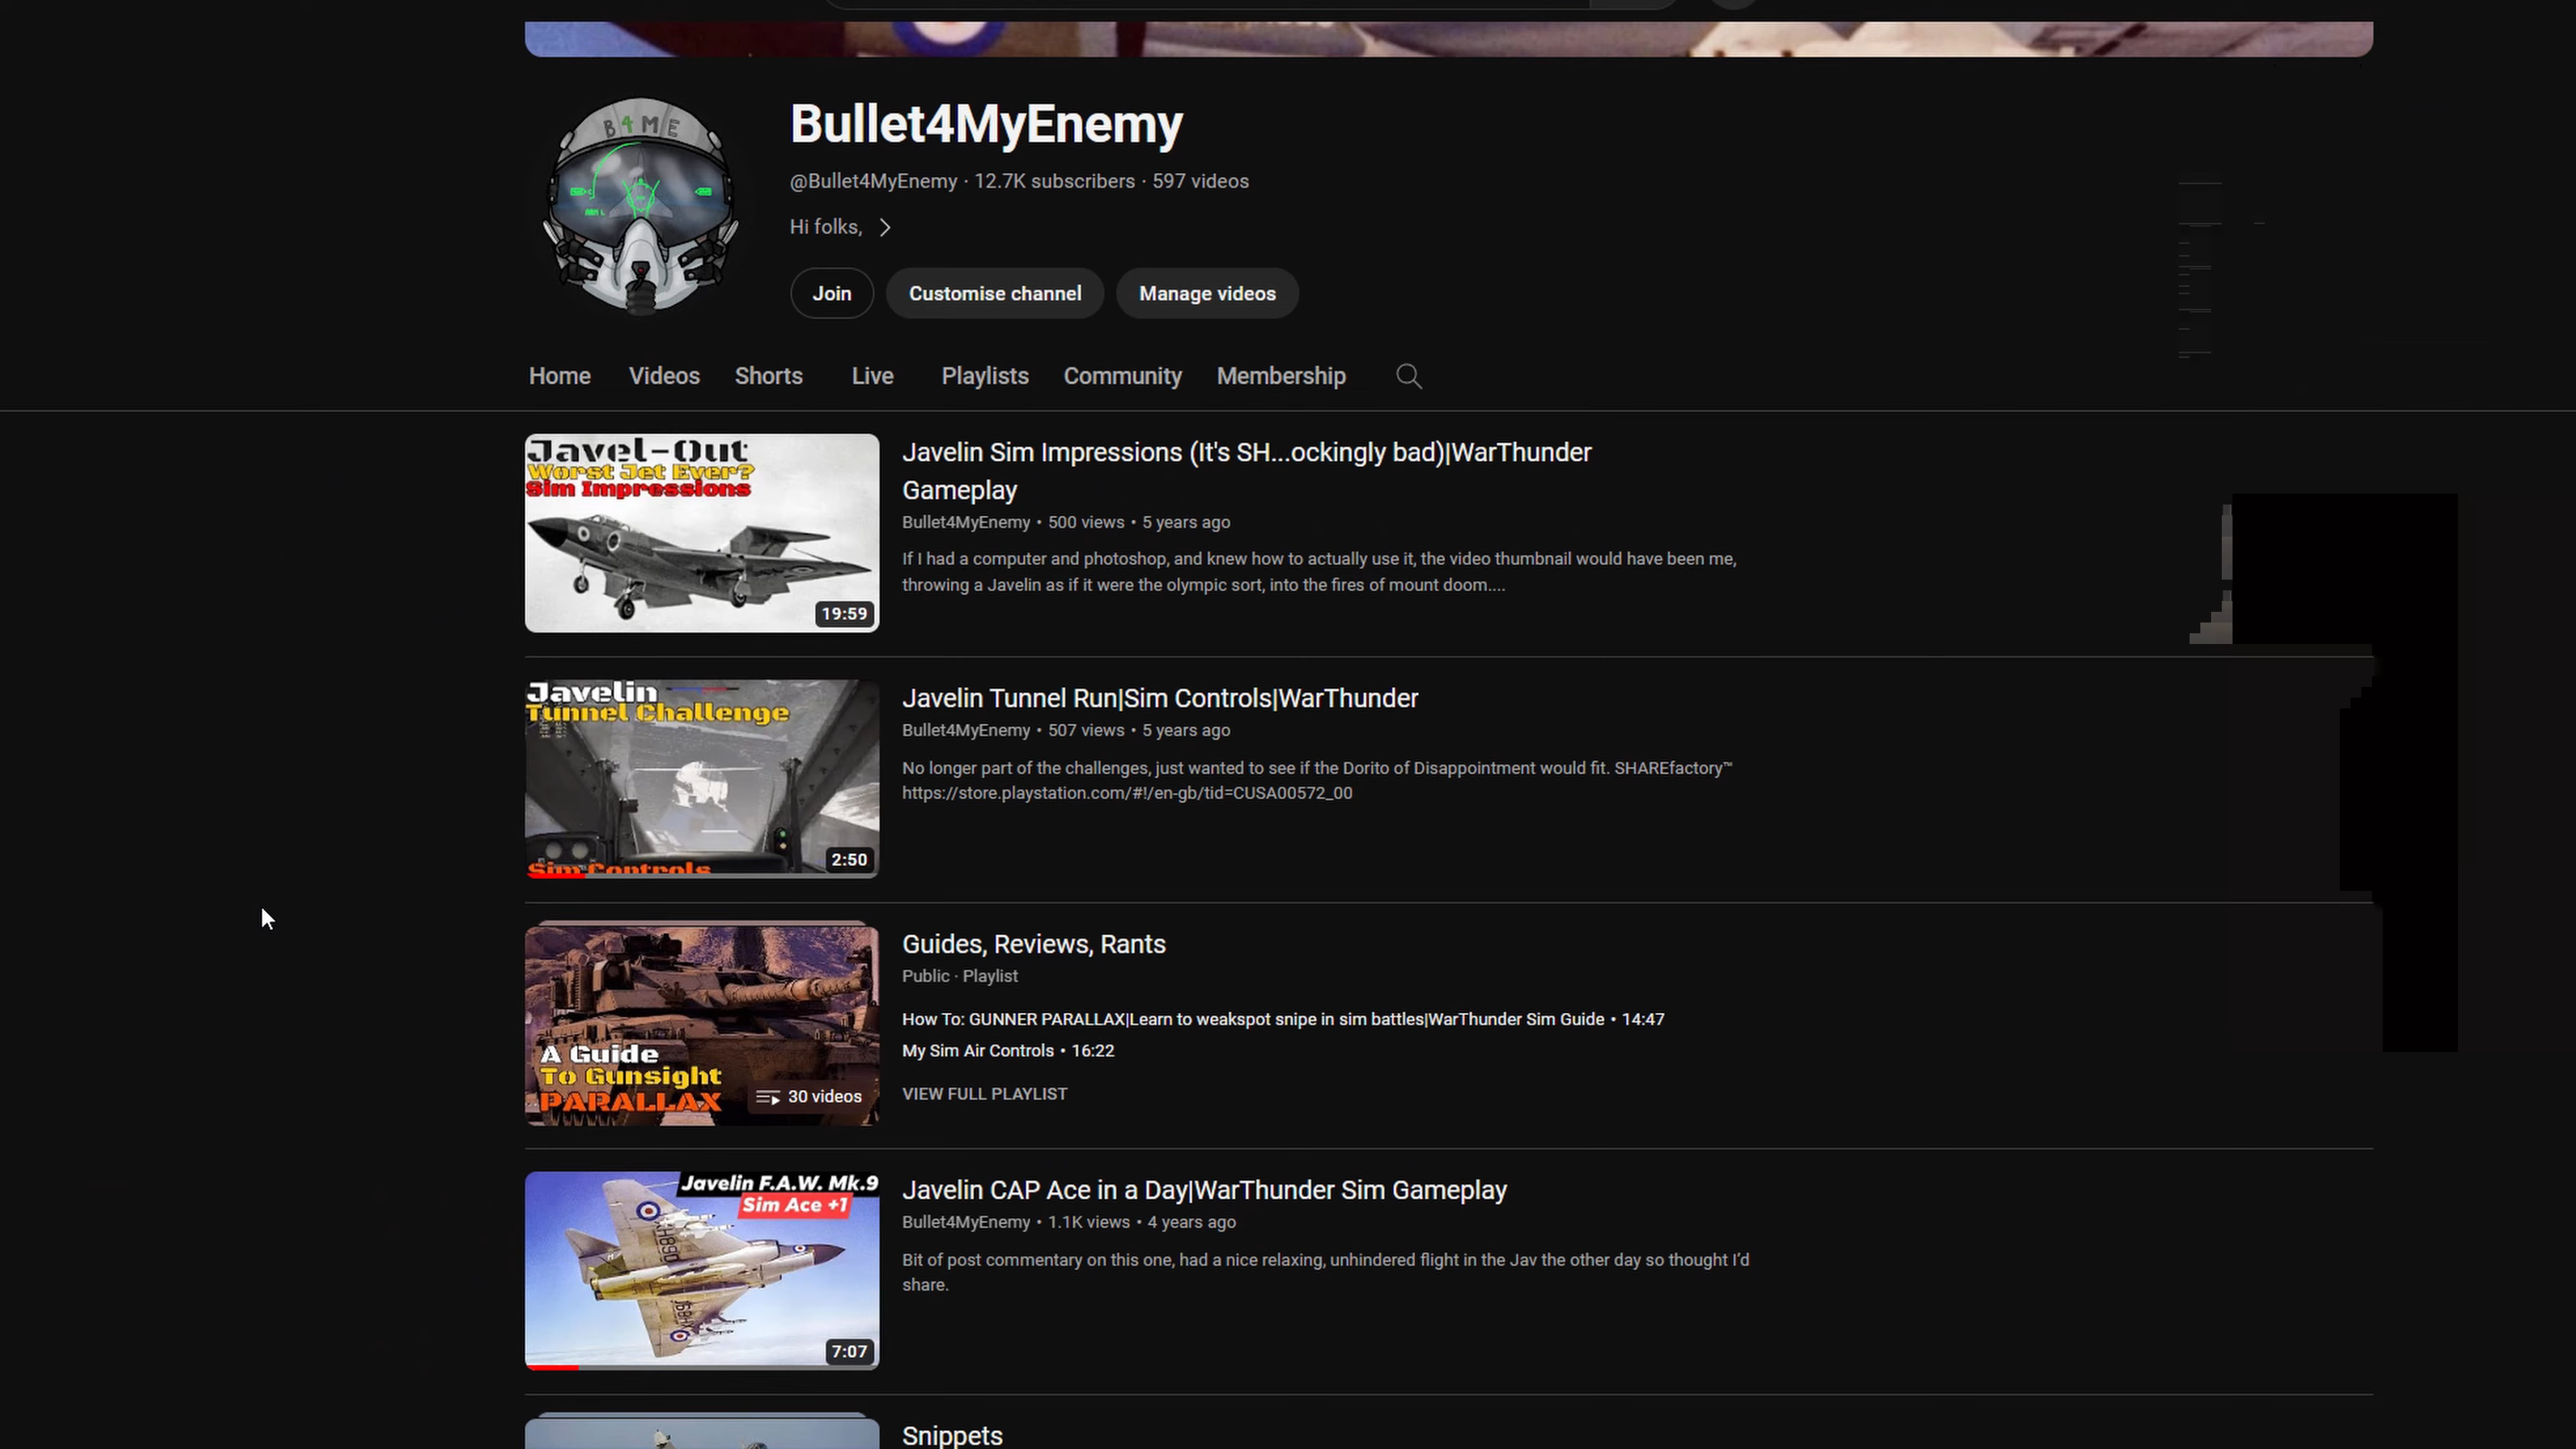 B4ME
Bullet4MyEnemy
@Bullet4MyEnemy · 12.7K subscribers · 597 videos
Hi folks,
Join
Customise channel
Manage videos
Home
Videos
Shorts
Live
Playlists
Community
Membership
Javel-Out
Worst Jet Ever?
Sim Impressions
19:59
Javelin Sim Impressions (It's SH...ockingly bad)|WarThunder
Gameplay
Bullet4MyEnemy • 500 views • 5 years ago
If I had a computer and photoshop, and knew how to actually use it, the video thumbnail would have been me,
throwing a Javelin as if it were the olympic sort, into the fires of mount doom....
Javelin
Tunnel Challenge
Sim Controls
2:50
Javelin Tunnel Run|Sim Controls|WarThunder
Bullet4MyEnemy • 507 views • 5 years ago
No longer part of the challenges, just wanted to see if the Dorito of Disappointment would fit. SHAREfactory™
https://store.playstation.com/#!/en-gb/tid=CUSA00572_00
A Guide
To Gunsight
PARALLAX
30 videos
Guides, Reviews, Rants
Public · Playlist
How To: GUNNER PARALLAX|Learn to weakspot snipe in sim battles|WarThunder Sim Guide • 14:47
My Sim Air Controls • 16:22
VIEW FULL PLAYLIST
Javelin F.A.W. Mk.9
Sim Ace +1
7:07
Javelin CAP Ace in a Day|WarThunder Sim Gameplay
Bullet4MyEnemy • 1.1K views • 4 years ago
Bit of post commentary on this one, had a nice relaxing, unhindered flight in the Jav the other day so thought I'd
share.
Snippets